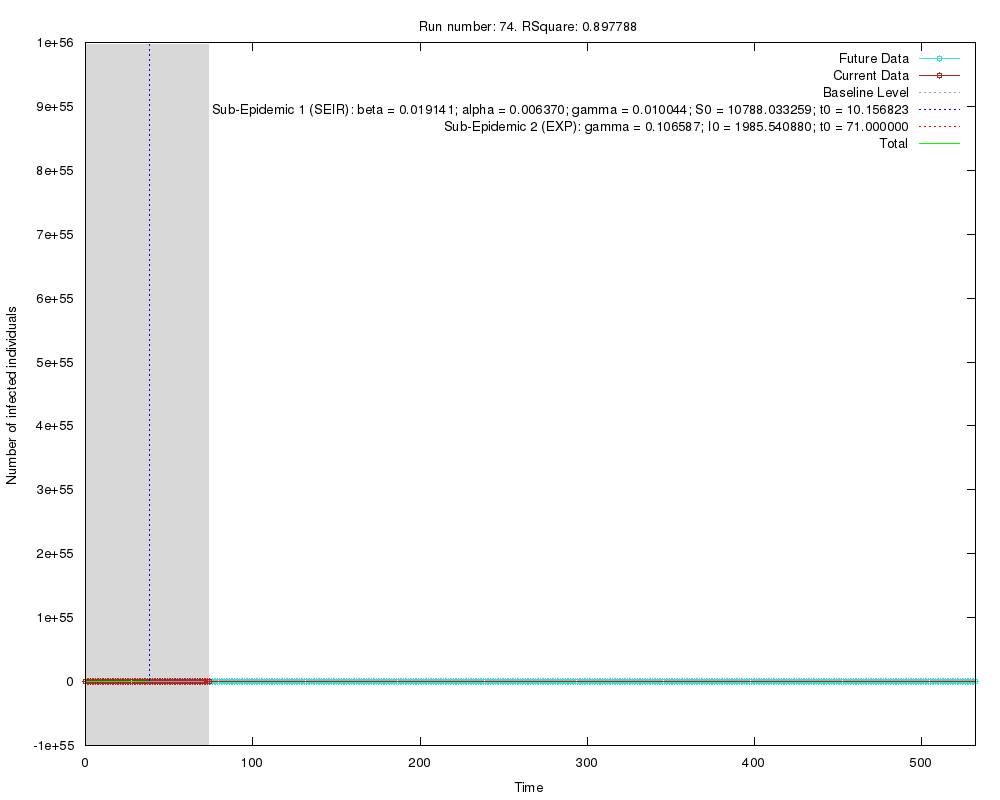 Run number: 74. RSquare: 0.897788
1e+56
9e+55
8e+55
7e+55
6e+55
5e+55
4e+55
3e+55
2e+55
1e+55
0
-1e+55
Number of infected individuals
Future Data
Current Data
Baseline Level
Sub-Epidemic 1 (SEIR): beta = 0.019141; alpha = 0.006370; gamma = 0.010044; S0 = 10788.033259; t0 = 10.156823
Sub-Epidemic 2 (EXP): gamma = 0.106587; I0 = 1985.540880; t0 = 71.000000
Total
0 100 200 300 400 500
Time